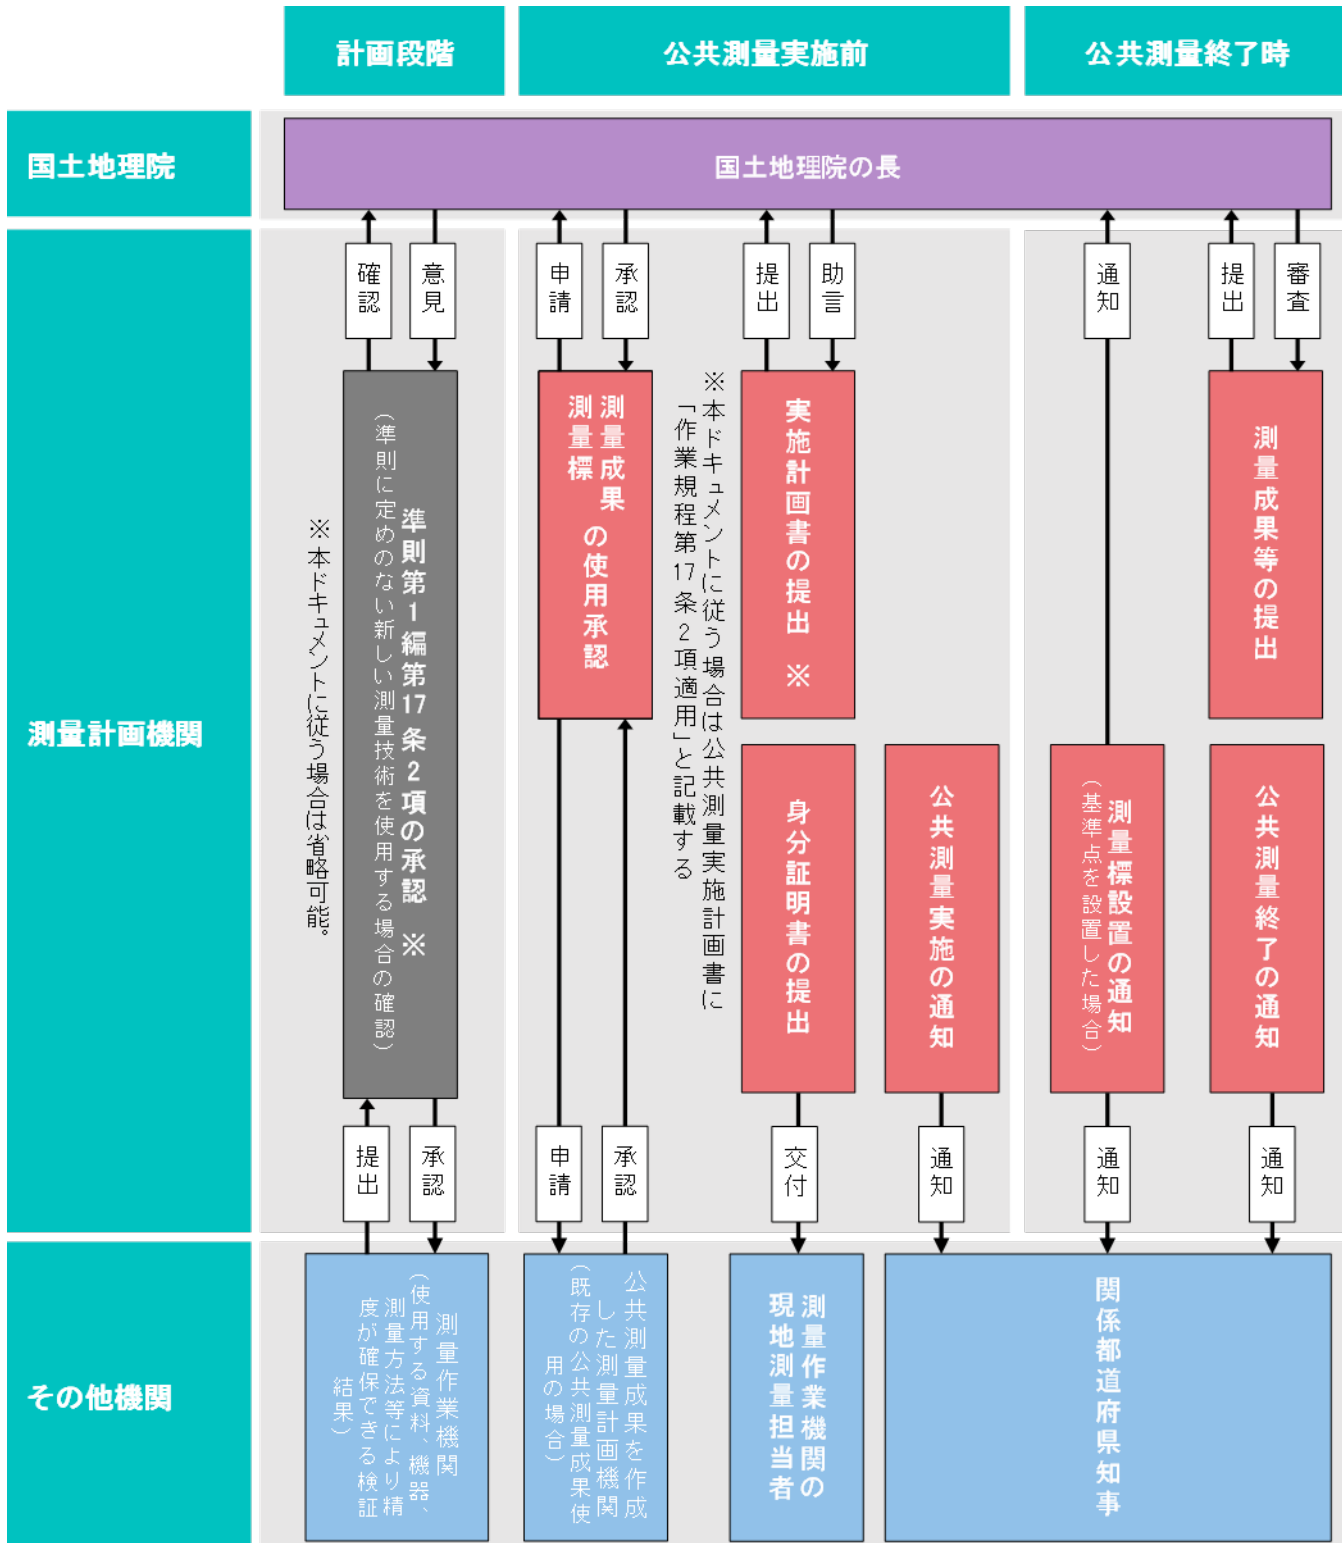 計画段階
公共測量実施前
公共測量終了時
国土地理院
国土地理院の長
測量計画機関
確認
意見
申請
承認
提出
助言
通知
提出
審査
準則第1編第17条2項の承認 ※
（準則に定めのない新しい測量技術を使用する場合の確認）
※本ドキュメントに従う場合は省略可能。
測量成果
測量標
の使用承認
実施計画書の提出 ※
※本ドキュメントに従う場合は公共測量実施計画書に
「作業規程第17条2項適用」と記載する
測量成果等の提出
身分証明書の提出
公共測量実施の通知
測量標設置の通知
（基準点を設置した場合）
公共測量終了の通知
提出
承認
申請
承認
交付
通知
通知
通知
その他機関
測量作業機関
（使用する資料、機器、
測量方法等により精
度が確保できる検証
結果）
公共測量成果を作成
した測量計画機関
（既存の公共測量成果使
用の場合）
測量作業機関の
現地測量担当者
関係都道府県知事